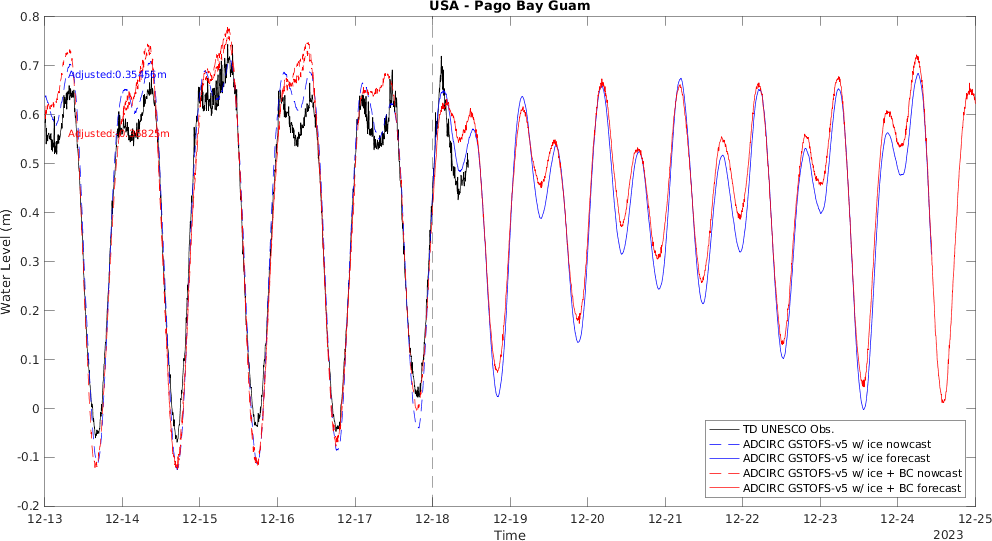 USA - Pago Bay Guam
Water Level (m)
0.8
0.7
0.6
0.5
0.4
0.3
0.2
0.1
0
-0.1
-0.2
Adjusted:0.35455m
TD UNESCO Obs.
ADCIRC GSTOFS-v5 w/ ice nowcast
ADCIRC GSTOFS-v5 w/ ice forecast
ADCIRC GSTOFS-v5 w/ ice + BC nowcast
ADCIRC GSTOFS-v5 w/ ice + BC forecast
12-13
12-14
12-15
12-16
12-17
12-18
12-19
12-20
12-21
12-22
12-23
12-24
12-25
Time
2023